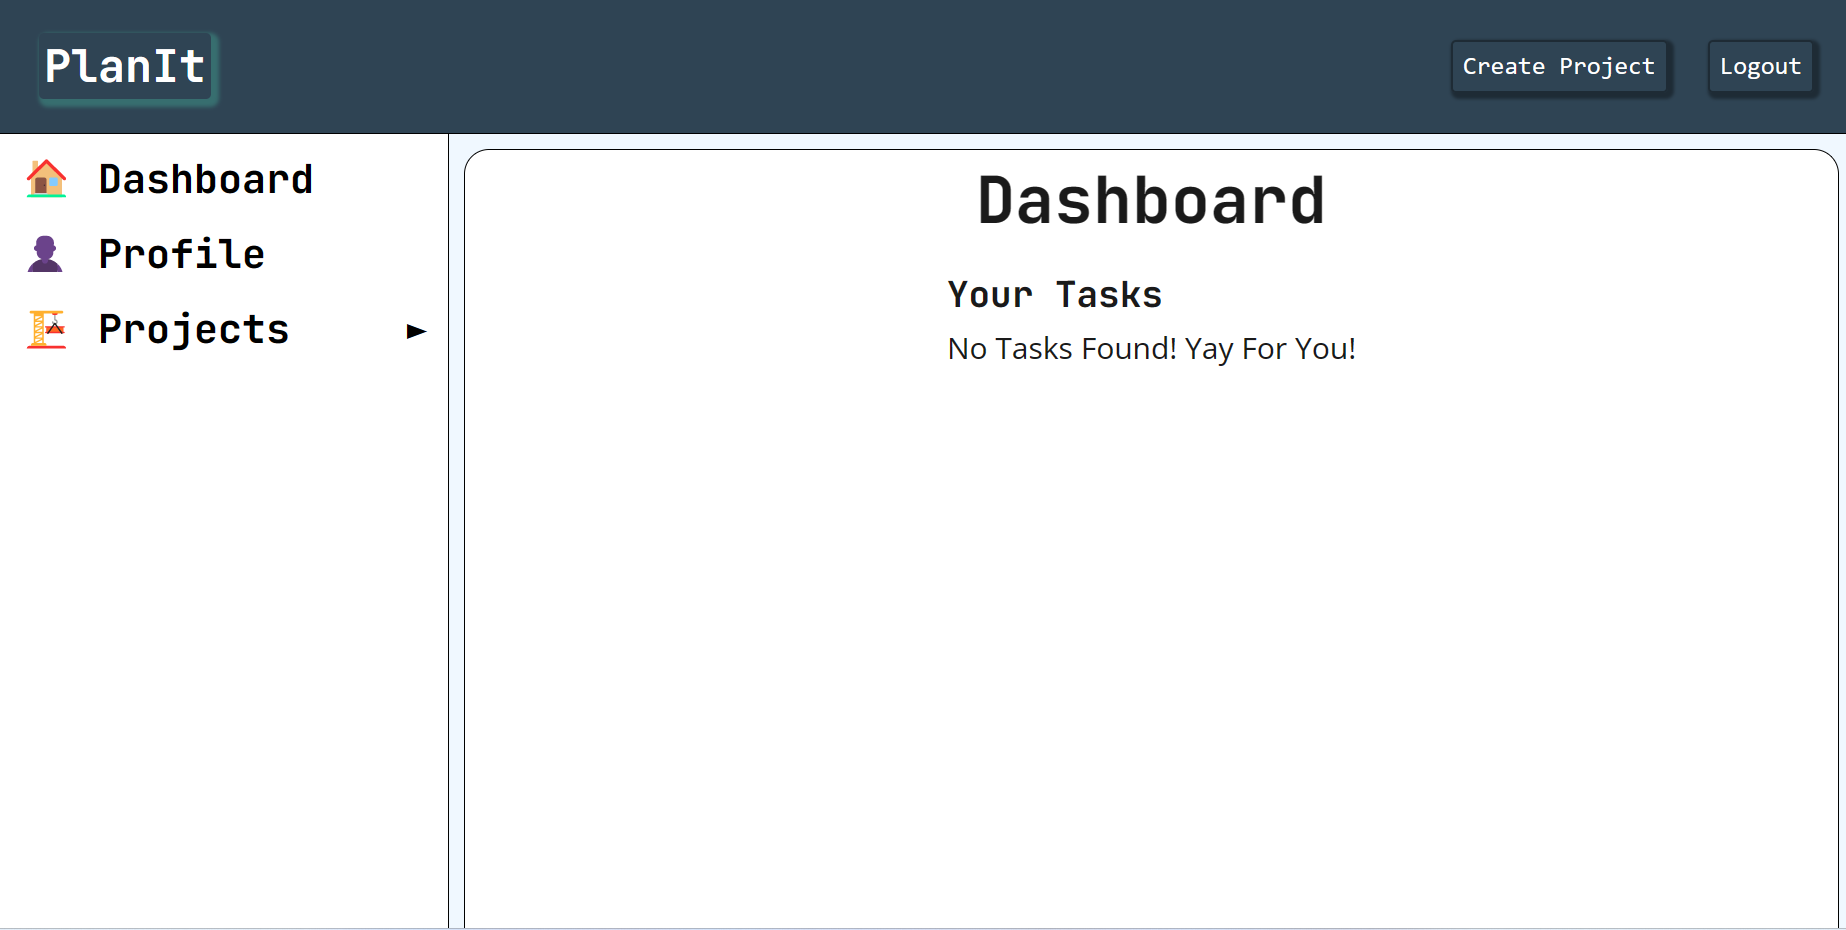 PlanIt
Create Project
Logout
Dashboard
Profile
Projects
Dashboard
Your Tasks
No Tasks Found! Yay For You!